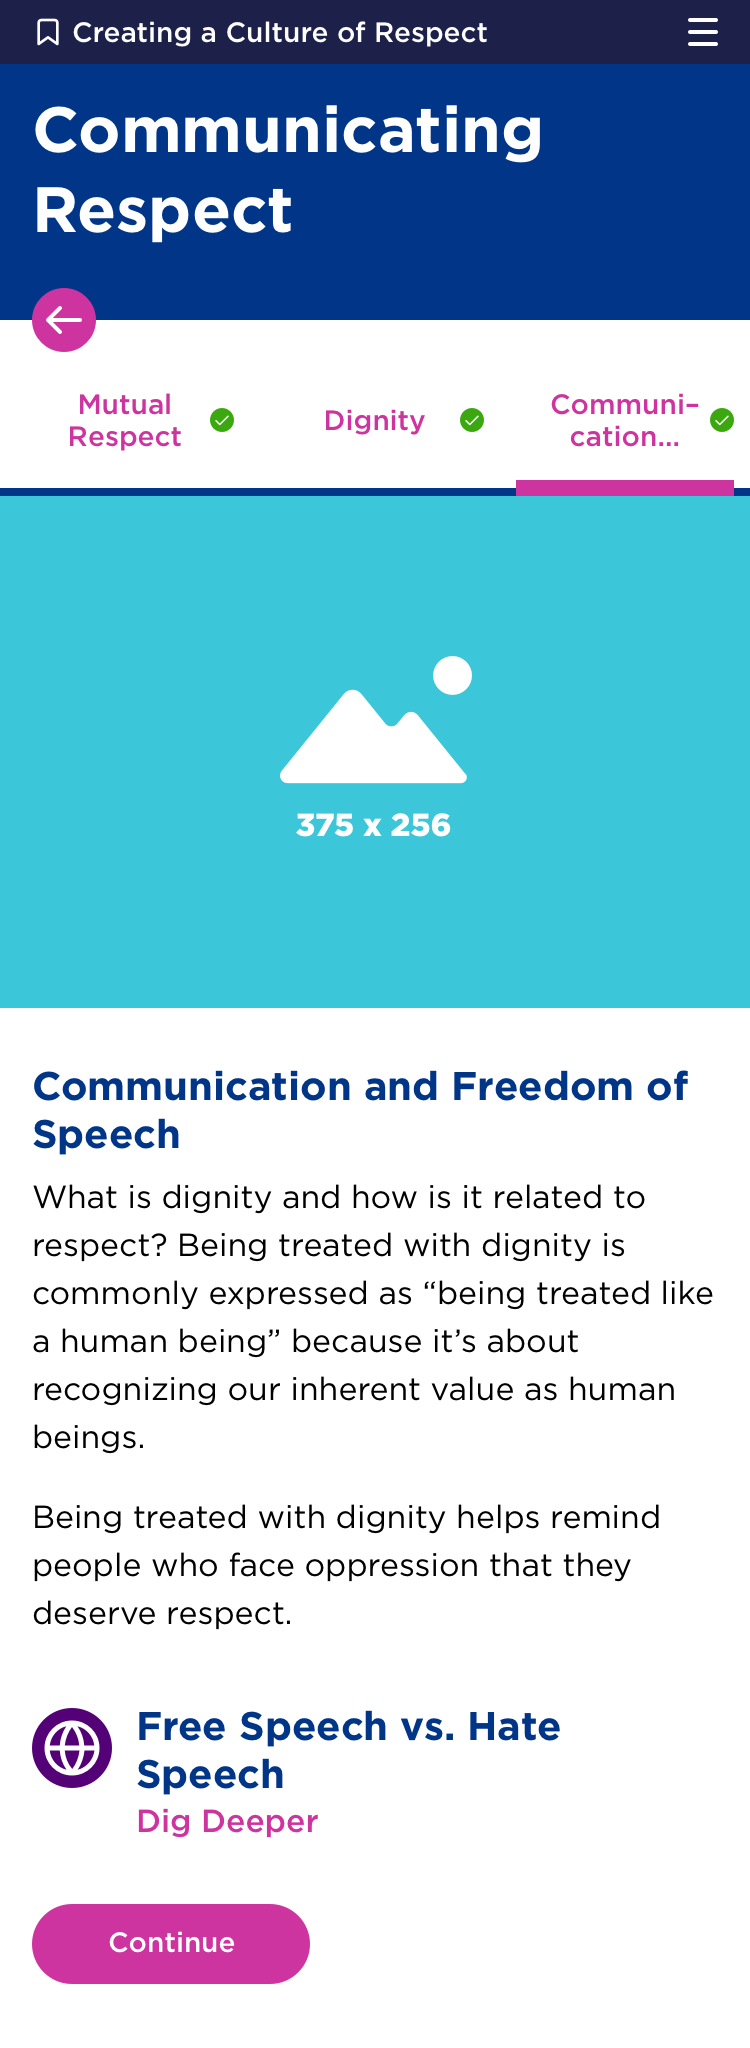 Creating a Culture of Respect
Communicating
Respect
Mutual
Respect
Dignity
Communi–
cation...
375 x 256
Communication and Freedom of
Speech
What is dignity and how is it related to
respect? Being treated with dignity is
commonly expressed as “being treated like
a human being” because it’s about
recognizing our inherent value as human
beings.
Being treated with dignity helps remind
people who face oppression that they
deserve respect.
Free Speech vs. Hate
Speech
Dig Deeper
Continue